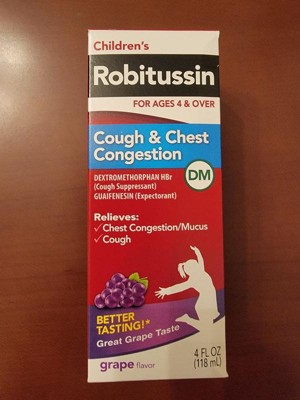 Children's
Robitussin
FOR AGES 4 & OVER
Cough & Chest
Congestion
DEXTROMETHORPHAN HBr
(Cough Suppressant)
GUAIFENESIN (Expectorant)
DM
Relieves:
✓Chest Congestion/Mucus
✓Cough
BETTER
TASTING!*
Great Grape Taste
4 FL OZ
(118 mL)
grape flavor